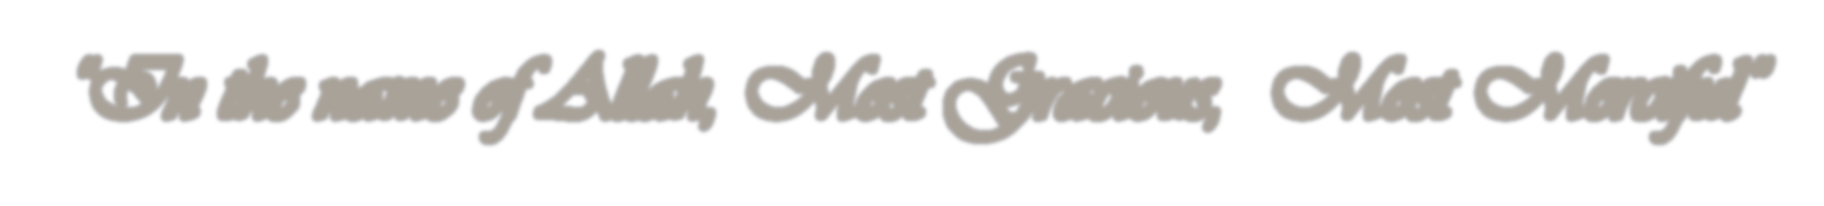 "In the name of Allah, Most Gracious, Most Merciful"